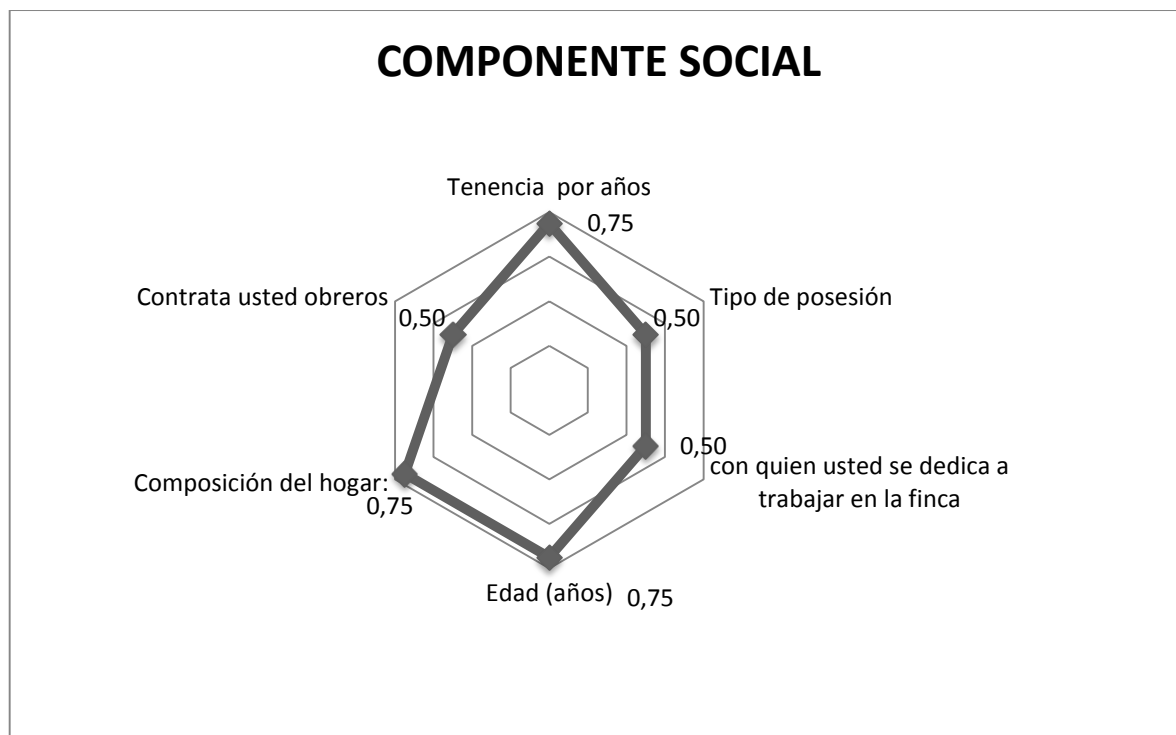 COMPONENTE SOCIAL
Tenencia por años
0,75
Tipo de posesión
0,50
con quien usted se dedica a
trabajar en la finca
0,50
Edad (años)
0,75
Composición del hogar:
0,75
Contrata usted obreros
0,50